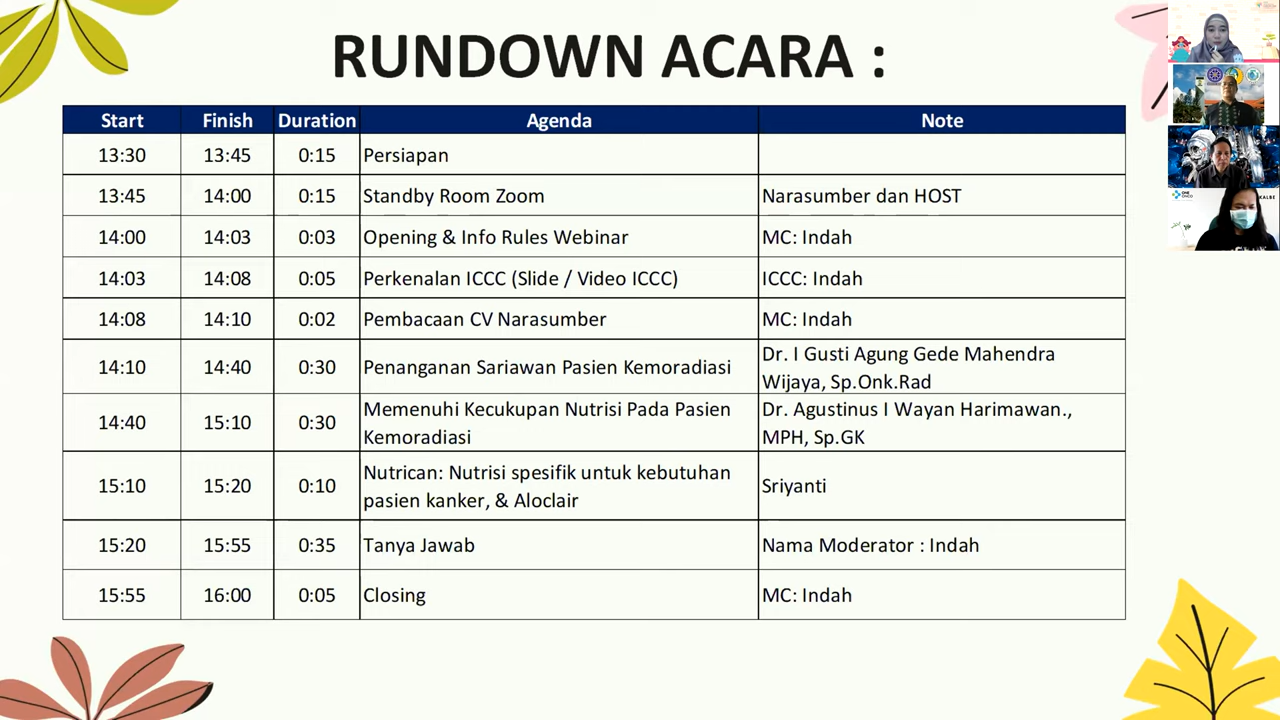 RUNDOWN ACARA :
Start Finish Duration Agenda Note
13:30 13:45 0:15 Persiapan
13:45 14:00 0:15 Standby Room Zoom Narasumber dan HOST
14:00 14:03 0:03 Opening & Info Rules Webinar MC: Indah
14:03 14:08 0:05 Perkenalan ICCC (Slide / Video ICCC) ICCC: Indah
14:08 14:10 0:02 Pembacaan CV Narasumber MC: Indah
14:10 14:40 0:30 Penanganan Sariawan Pasien Kemoradiasi Dr. I Gusti Agung Gede Mahendra
Wijaya, Sp.Onk.Rad
14:40 15:10 0:30 Memenuhi Kecukupan Nutrisi Pada Pasien
Kemoradiasi
Dr. Agustinus I Wayan Harimawan.,
MPH, Sp.GK
15:10 15:20 0:10 Nutrican: Nutrisi spesifik untuk kebutuhan
pasien kanker, & Aloclair
Sriyanti
15:20 15:55 0:35 Tanya Jawab Nama Moderator : Indah
15:55 16:00 0:05 Closing MC: Indah
ONE
ONCO
KALBE